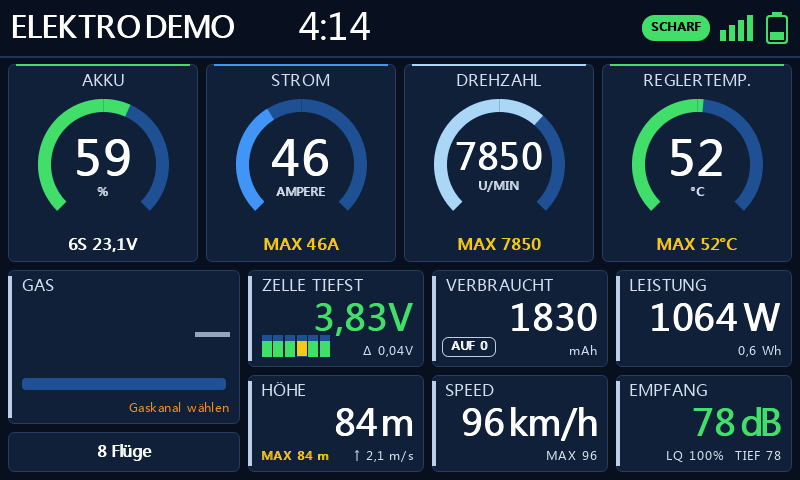 ELEKTRO DEMO 4:14 SCHARF
AKKU
59
%
6S 23,1V
STROM
46
AMPERE
MAX 46A
DREHZAHL
7850
U/MIN
MAX 7850
REGLERTEMP.
52
°C
MAX 52°C
GAS
—
Gaskanal wählen
8 Flüge
ZELLE TIEFST
3,83V
Δ 0,04V
VERBRAUCHT
1830
AUF 0
mAh
LEISTUNG
1064 W
0,6 Wh
HÖHE
84 m
MAX 84 m ↑ 2,1 m/s
SPEED
96 km/h
MAX 96
EMPFANG
78 dB
LQ 100% TIEF 78